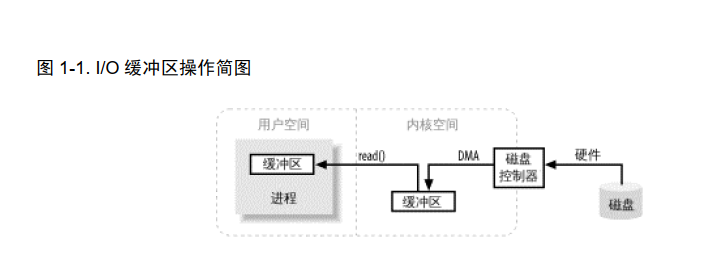 图 1-1. I/O 缓冲区操作简图
用户空间
内核空间
缓冲区
进程
read()
缓冲区
DMA
磁盘
控制器
硬件
磁盘